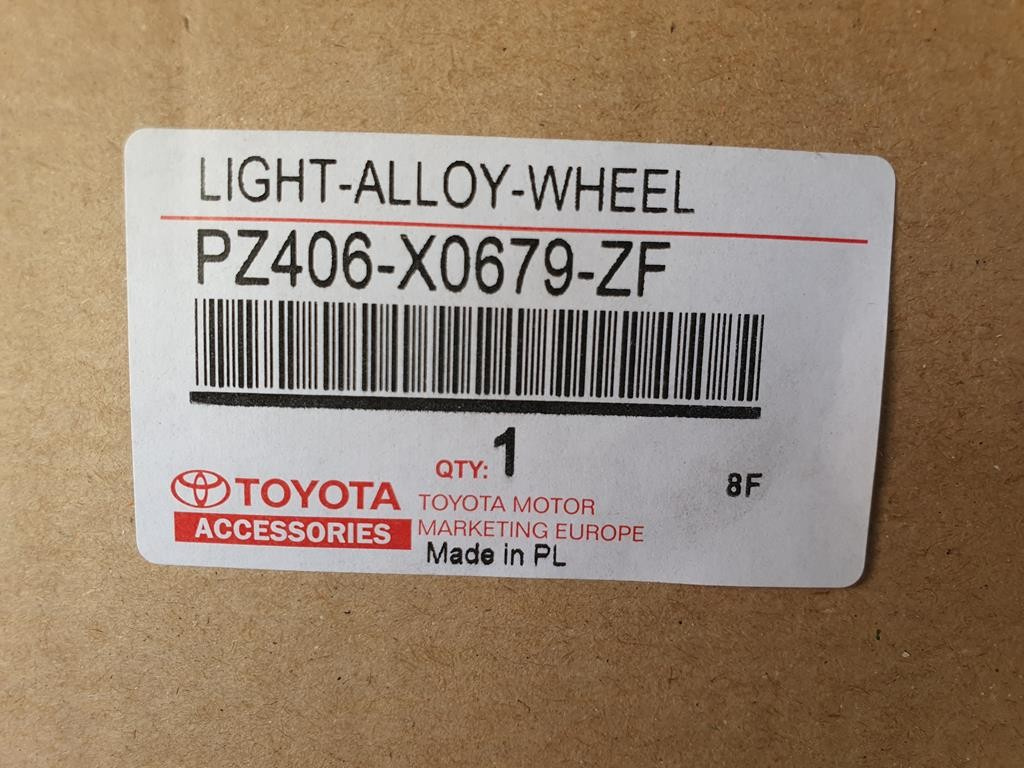 LIGHT-ALLOY-WHEEL
PZ406-X0679-ZF
QTY: 1
8F
TOYOTA
ACCESSORIES
TOYOTA MOTOR
MARKETING EUROPE
Made in PL